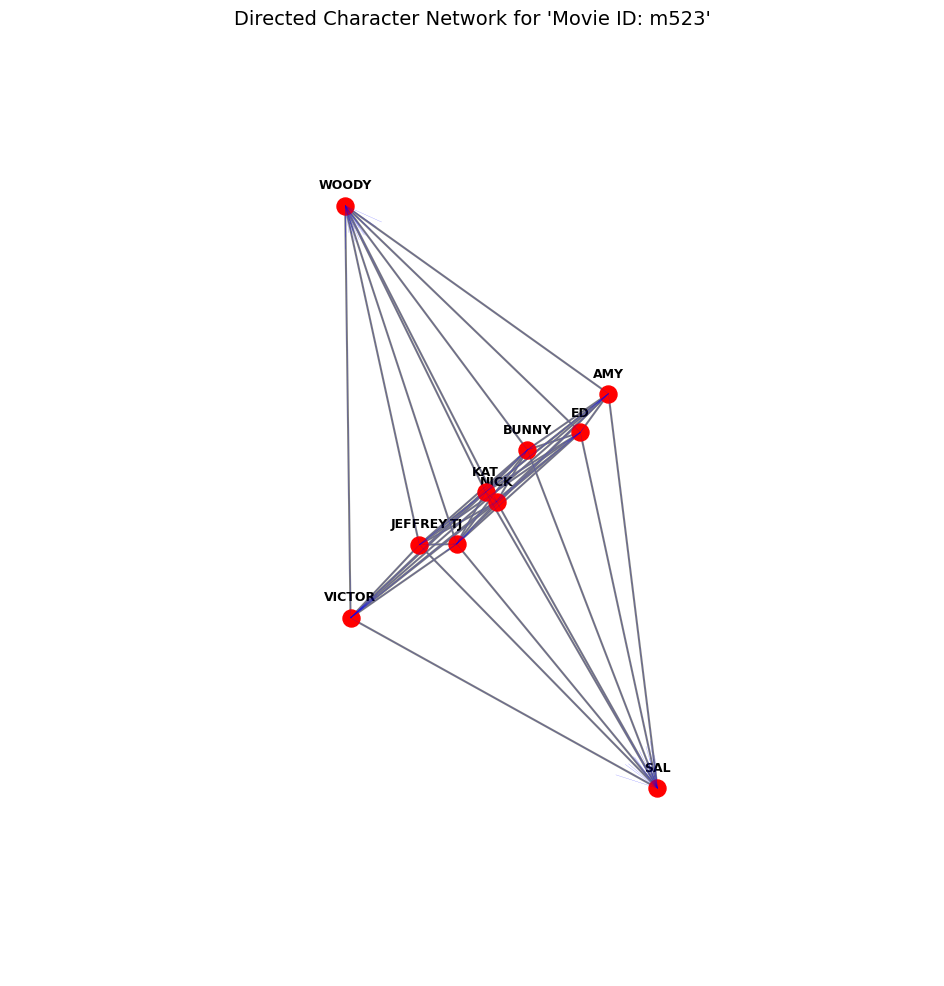 Directed Character Network for 'Movie ID: m523'
WOODY
AMY
ED
BUNNY
KAT
NICK
JEFFREY
TJ
VICTOR
SAL